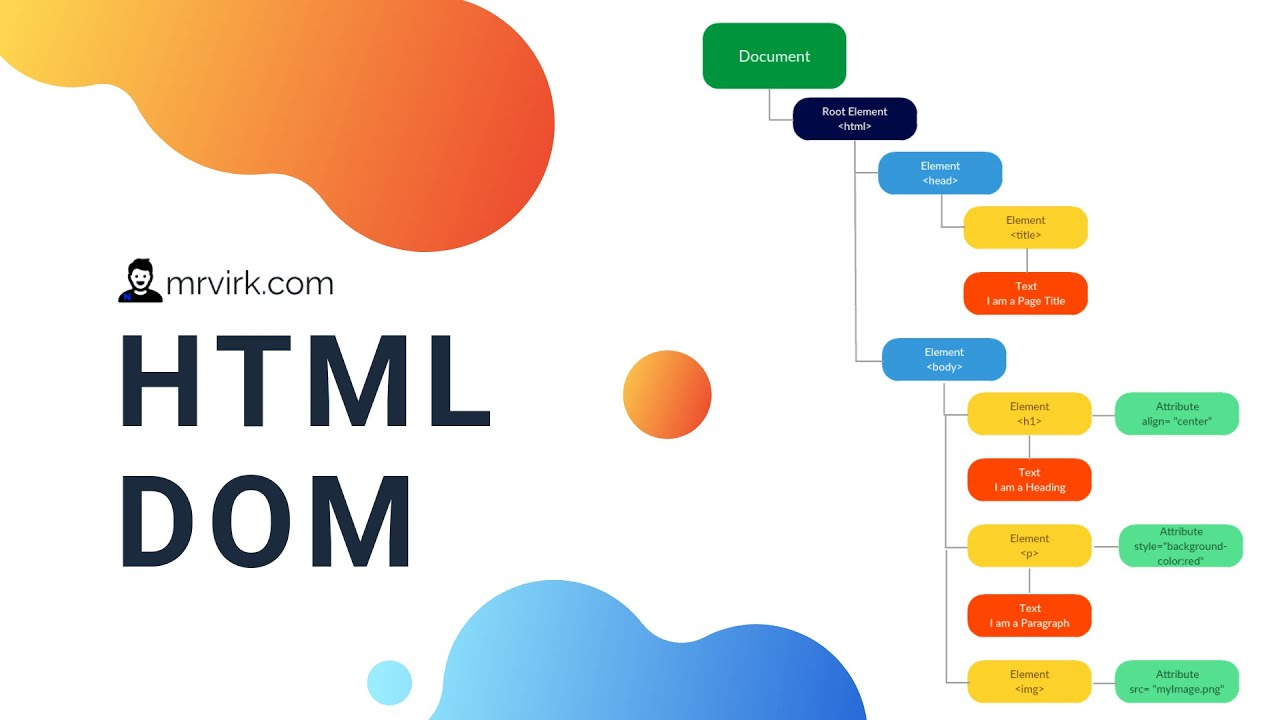 mrvirk.com
HTML
DOM
Document
Root Element
<html>
Element
<head>
Element
<title>
Text
I am a Page Title
Element
<body>
Element
<h1>
Attribute
align= "center"
Text
I am a Heading
Element
<p>
Attribute
style="background-
color:red"
Text
I am a Paragraph
Element
<img>
Attribute
src= "myImage.png"